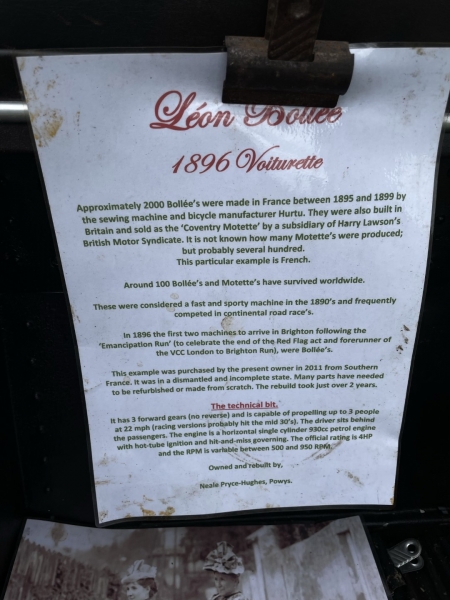 Léon Bollée
1896 Voiturette
Approximately 2000 Bollée's were made in France between 1895 and 1899 by
the sewing machine and bicycle manufacturer Hurtu. They were also built in
Britain and sold as the 'Coventry Motette' by a subsidiary of Harry Lawson's
British Motor Syndicate. It is not known how many Motette's were produced;
but probably several hundred.
This particular example is French.
Around 100 Bollée's and Motette's have survived worldwide.
These were considered a fast and sporty machine in the 1890's and frequently
competed in continental road race's.
In 1896 the first two machines to arrive in Brighton following the
'Emancipation Run' (to celebrate the end of the Red Flag act and forerunner of
the VCC London to Brighton Run), were Bollée's.
This example was purchased by the present owner in 2011 from Southern
France. It was in a dismantled and incomplete state. Many parts have needed
to be refurbished or made from scratch. The rebuild took just over 2 years.
The technical bit.
It has 3 forward gears (no reverse) and is capable of propelling up to 3 people
at 22 mph (racing versions probably hit the mid 30's). The driver sits behind
the passengers. The engine is a horizontal single cylinder 930cc petrol engine
with hot-tube ignition and hit-and-miss governing. The official rating is 4HP
and the RPM is variable between 500 and 950 RPM.
Owned and rebuilt by,
Neale Pryce-Hughes, Powys.